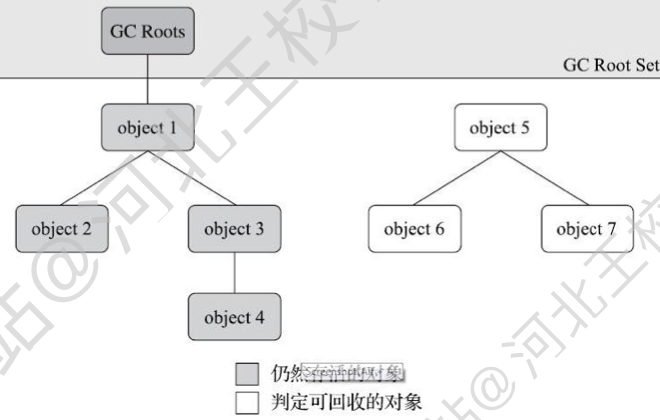 GC Roots
GC Root Set
object 1
object 5
object 2
object 3
object 6
object 7
object 4
仍然存活的对象
判定可回收的对象
站@河北王校
@河北王校